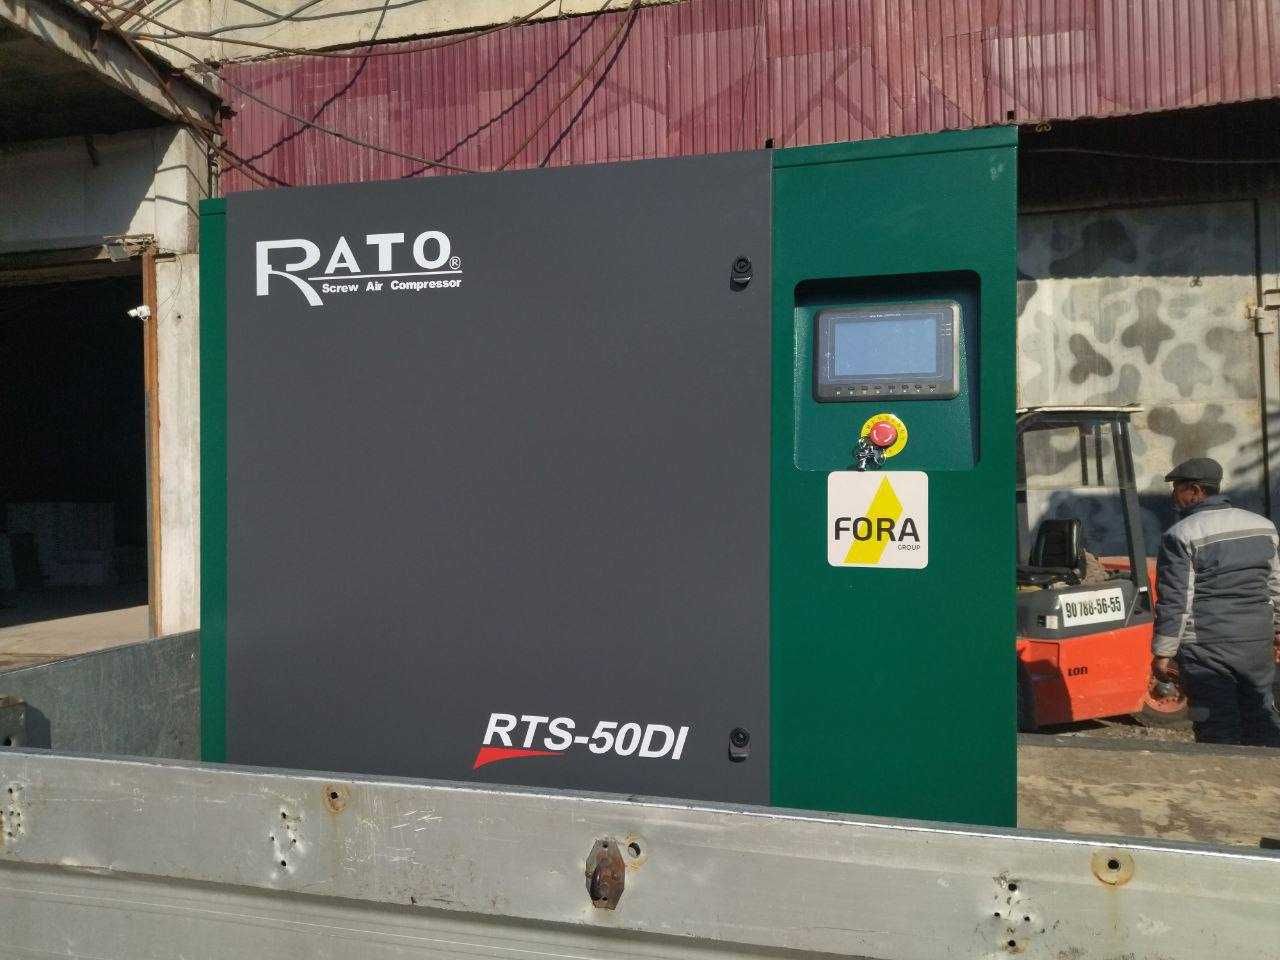 RATO®
Screw Air Compressor
FORA
GROUP
90 788-56-55
LON
RTS-50DI